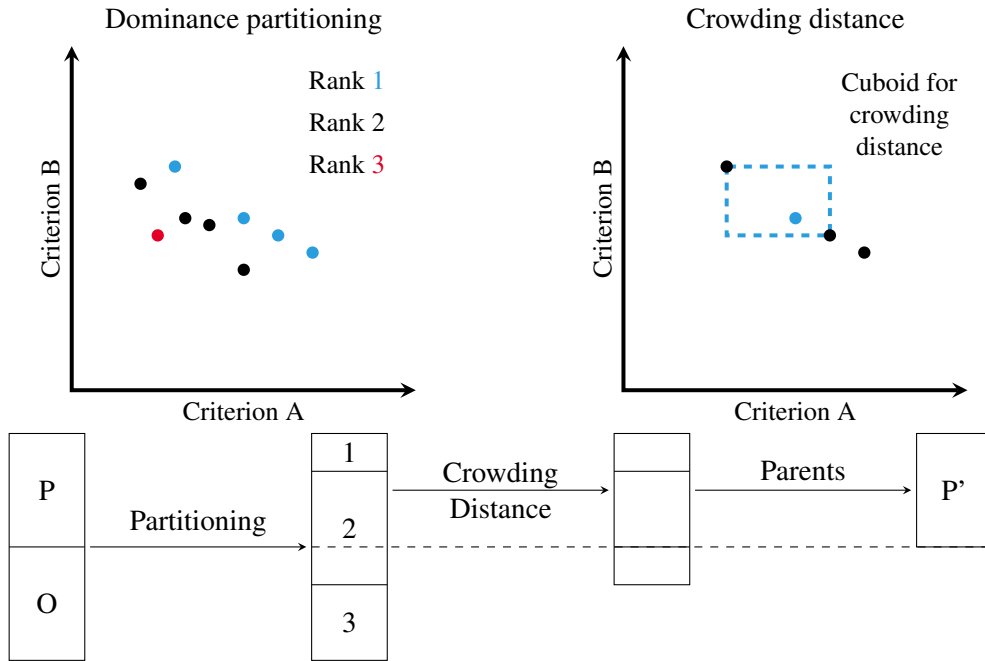 Dominance partitioning
Rank 1
Rank 2
Rank 3
Criterion B
Criterion A
Crowding distance
Cuboid for
crowding
distance
Criterion B
Criterion A
P
O
Partitioning
1
2
3
Crowding
Distance
Parents
P’